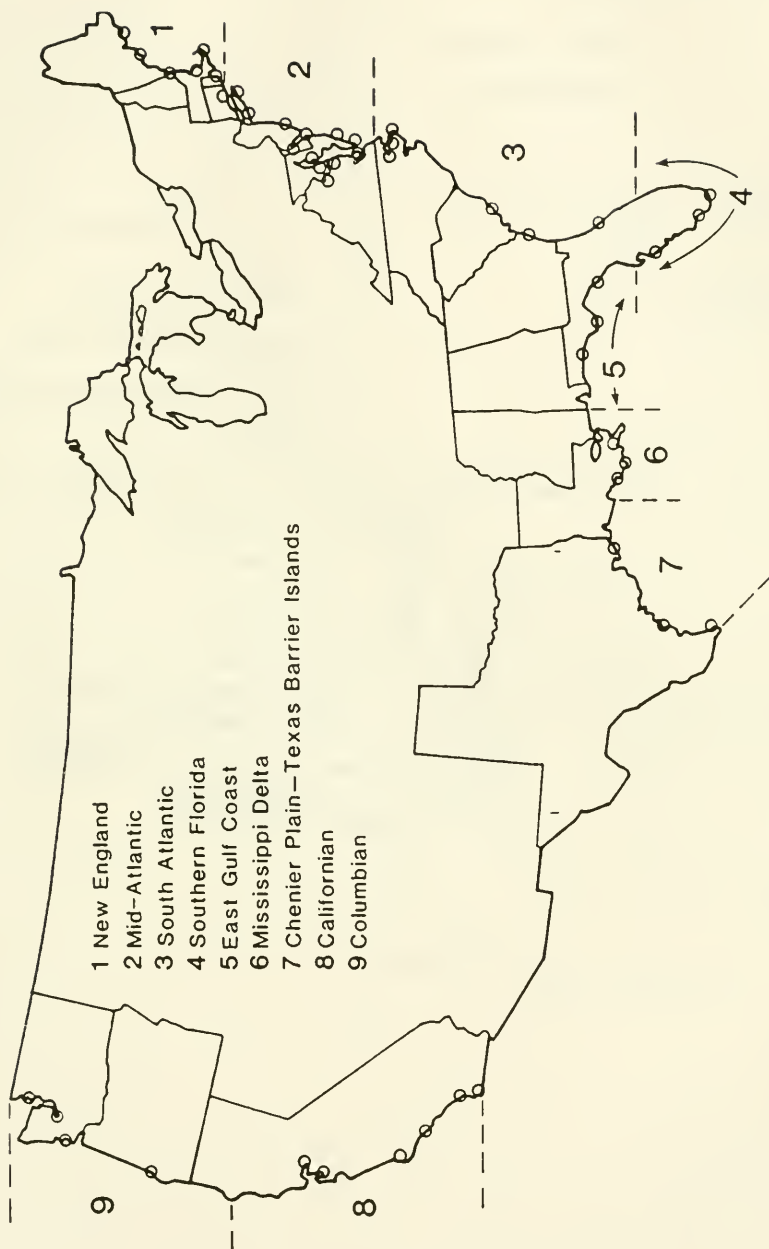 1 New England
2 Mid-Atlantic
3 South Atlantic
4 Southern Florida
5 East Gulf Coast
6 Mississippi Delta
7 Chenier Plain—Texas Barrier Islands
8 Californian
9 Columbian
1
2
3
4
5
6
7
8
9